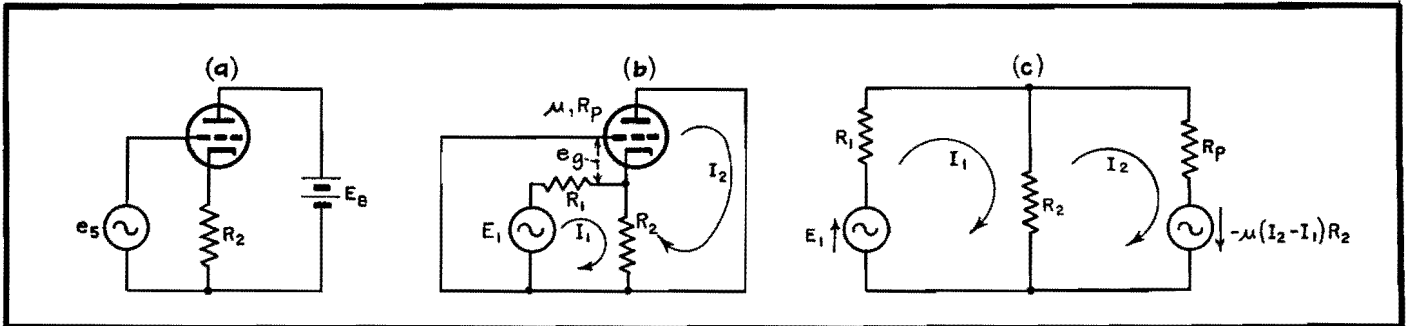 (a)
e5
R2
EB
(b)
μ, Rp
eg
R1
E1
I1
R2
I2
(c)
R1
E1
I1
R2
I2
Rp
-μ(I2-I1)R2